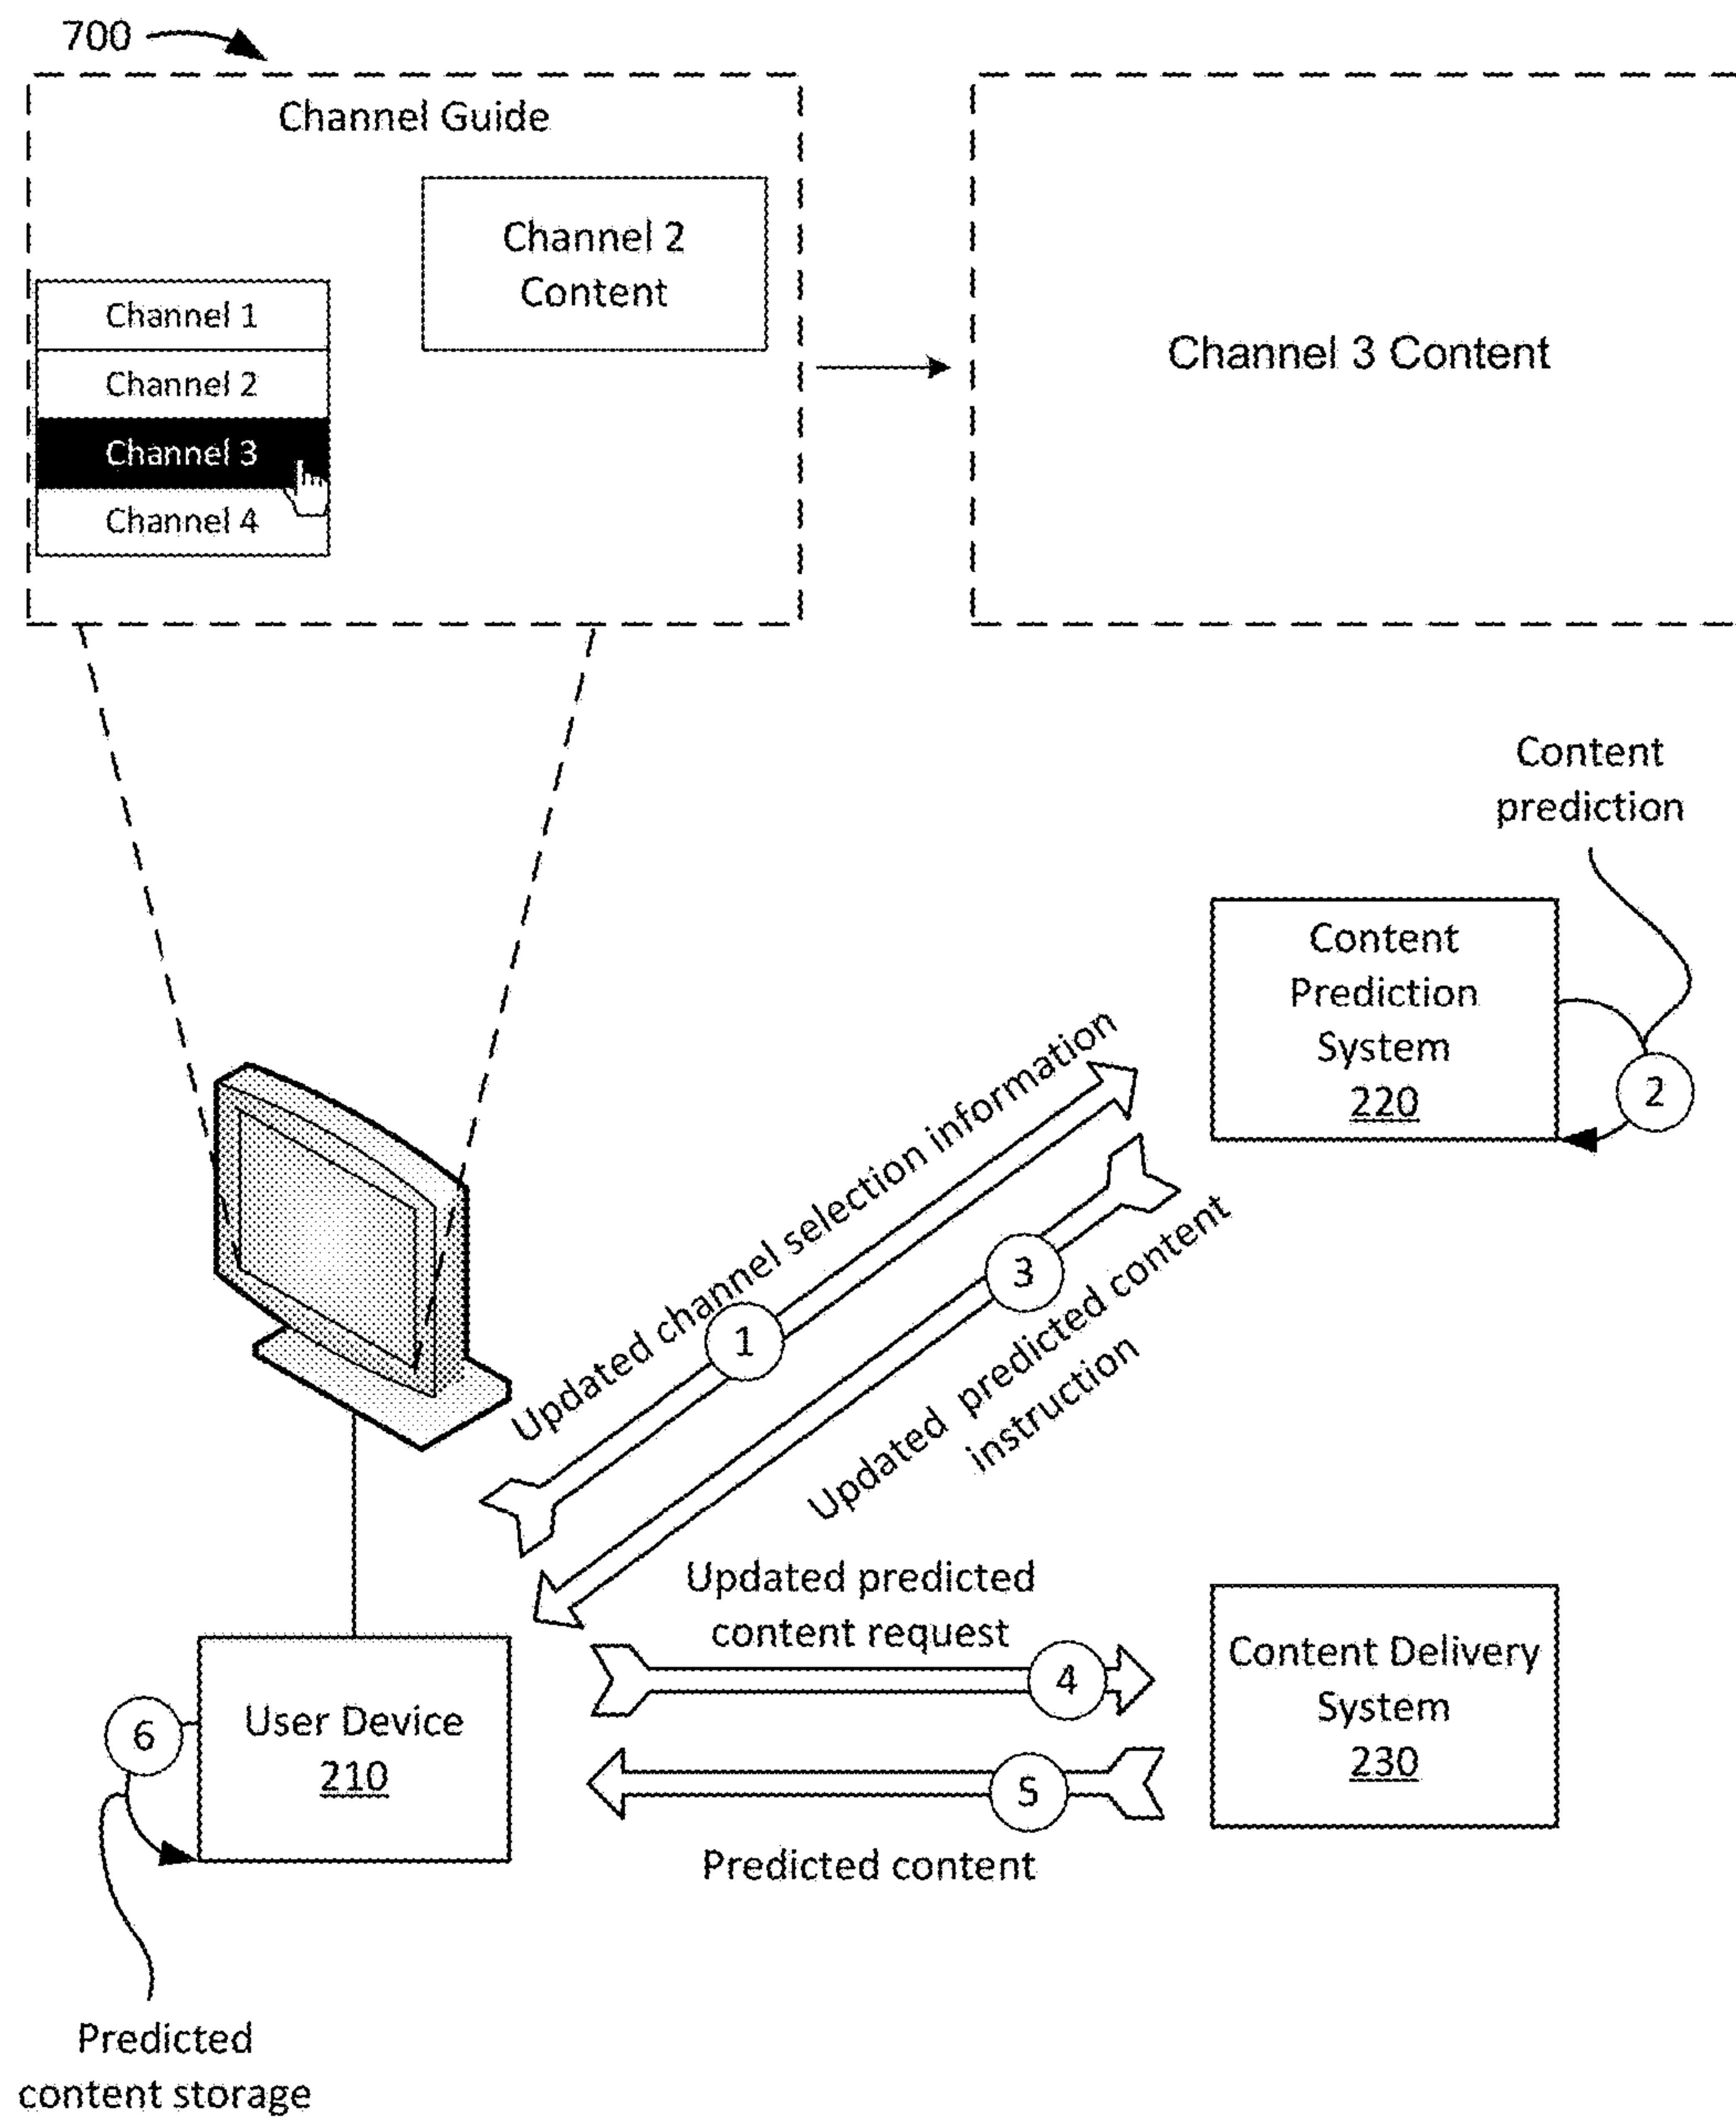 700
Channel Guide
Channel 2
Content
Channel 1
Channel 2
Channel 3
Channel 4
Channel 3 Content
Content
prediction
Content
Prediction
System
220
2
Updated channel selection information
1
3
Updated predicted content
instruction
Updated predicted
content request
4
Content Delivery
System
230
User Device
210
6
5
Predicted content
Predicted
content storage